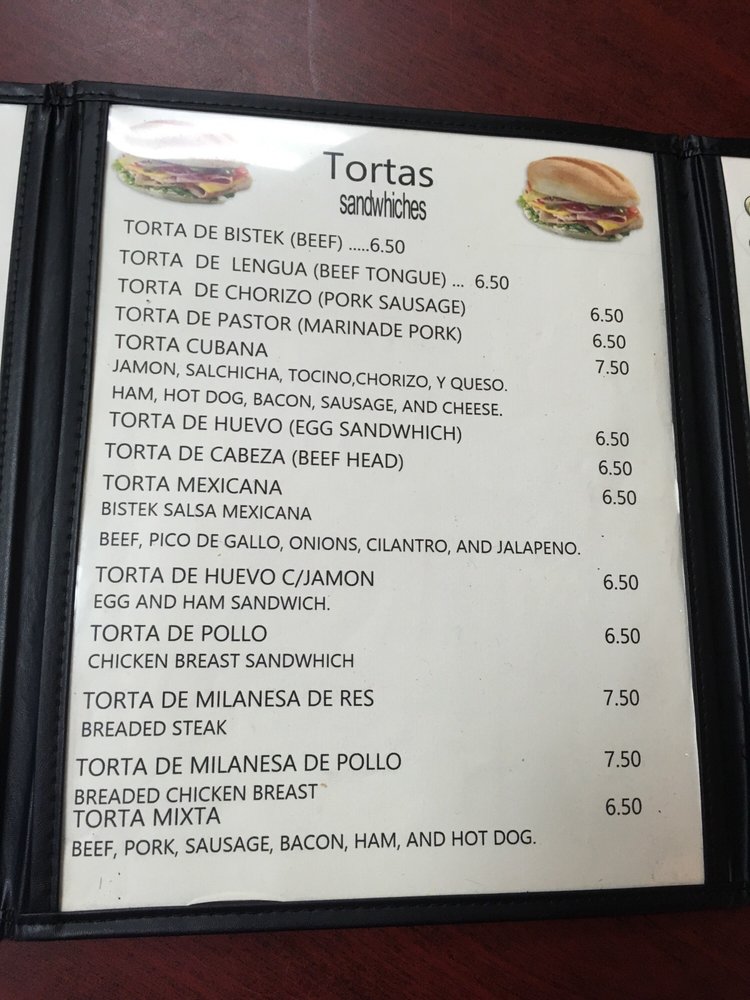 Tortas
sandwhiches
TORTA DE BISTEK (BEEF) .....6.50
TORTA DE LENGUA (BEEF TONGUE) ... 6.50
TORTA DE CHORIZO (PORK SAUSAGE) 6.50
TORTA DE PASTOR (MARINADE PORK) 6.50
TORTA CUBANA 7.50
JAMON, SALCHICHA, TOCINO,CHORIZO, Y QUESO.
HAM, HOT DOG, BACON, SAUSAGE, AND CHEESE.
TORTA DE HUEVO (EGG SANDWHICH) 6.50
TORTA DE CABEZA (BEEF HEAD) 6.50
TORTA MEXICANA 6.50
BISTEK SALSA MEXICANA
BEEF, PICO DE GALLO, ONIONS, CILANTRO, AND JALAPENO.
TORTA DE HUEVO C/JAMON 6.50
EGG AND HAM SANDWICH.
TORTA DE POLLO 6.50
CHICKEN BREAST SANDWHICH
TORTA DE MILANESA DE RES 7.50
BREADED STEAK
TORTA DE MILANESA DE POLLO 7.50
BREADED CHICKEN BREAST
TORTA MIXTA 6.50
BEEF, PORK, SAUSAGE, BACON, HAM, AND HOT DOG.